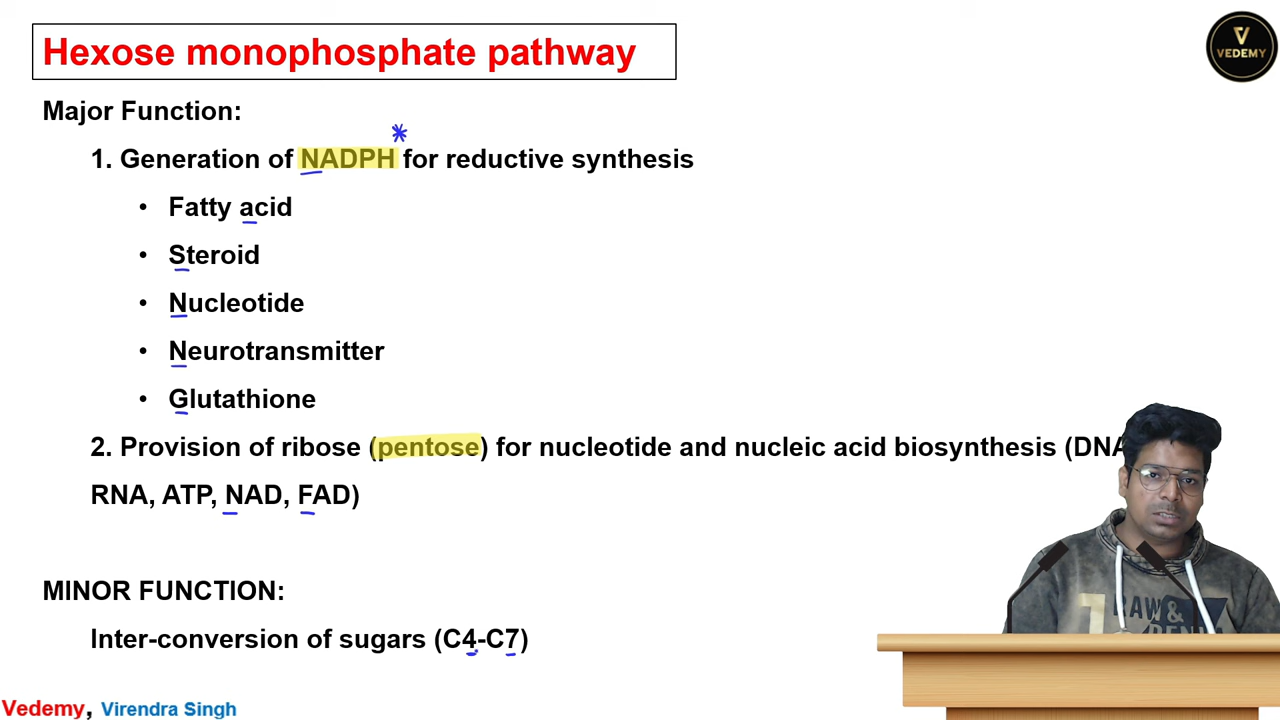 Hexose monophosphate pathway
VEDEMY
Major Function:
1. Generation of NADPH for reductive synthesis
• Fatty acid
• Steroid
• Nucleotide
• Neurotransmitter
• Glutathione
2. Provision of ribose (pentose) for nucleotide and nucleic acid biosynthesis (DNA
RNA, ATP, NAD, FAD)
MINOR FUNCTION:
Inter-conversion of sugars (C4-C7)
RAW &
Vedemy, Virendra Singh